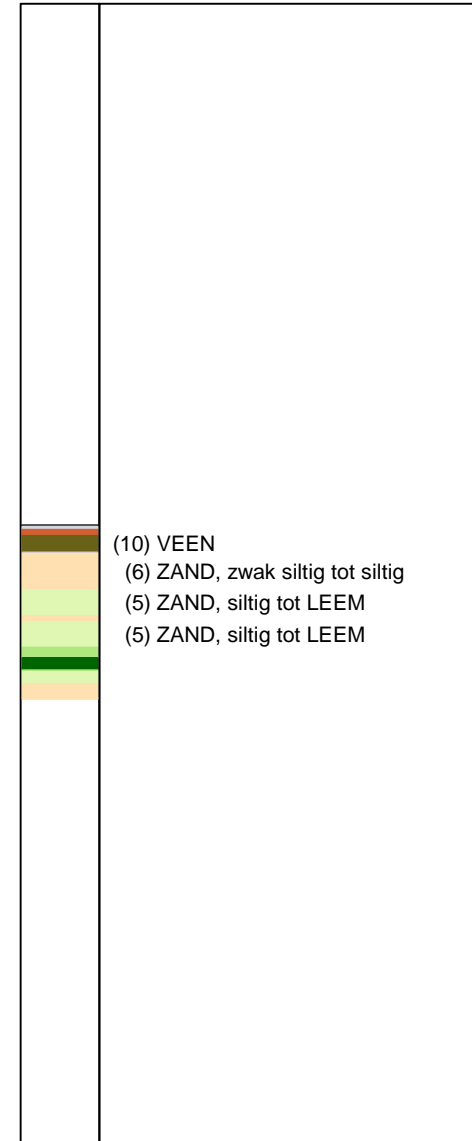 (10) VEEN
(6) ZAND, zwak siltig tot siltig
(5) ZAND, siltig tot LEEM
(5) ZAND, siltig tot LEEM